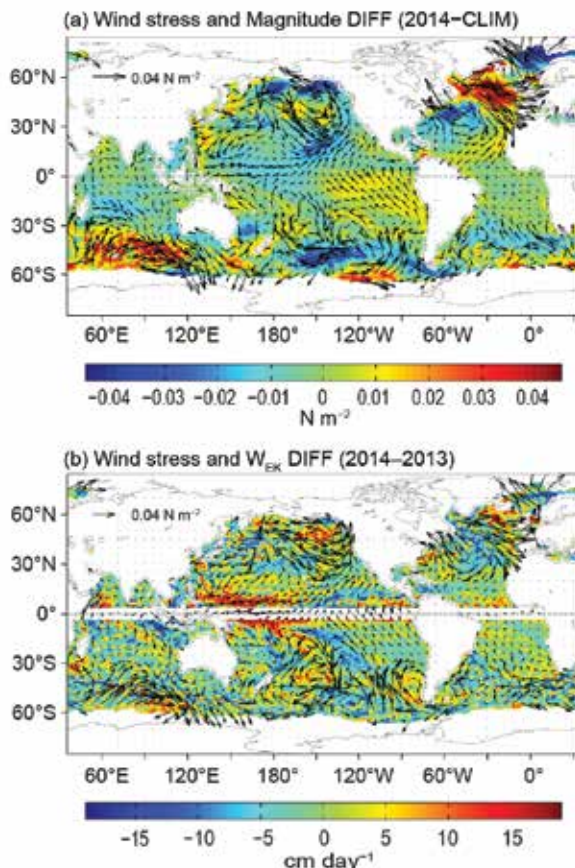 (a) Wind stress and Magnitude DIFF (2014–CLIM)
0.04 N m⁻²
60°N
30°N
0°
30°S
60°S
60°E 120°E 180° 120°W 60°W 0°
−0.04 −0.03 −0.02 −0.01 0 0.01 0.02 0.03 0.04
N m⁻²
(b) Wind stress and W_EK DIFF (2014–2013)
0.04 N m⁻²
60°N
30°N
0°
30°S
60°S
60°E 120°E 180° 120°W 60°W 0°
−15 −10 −5 0 5 10 15
cm day⁻¹